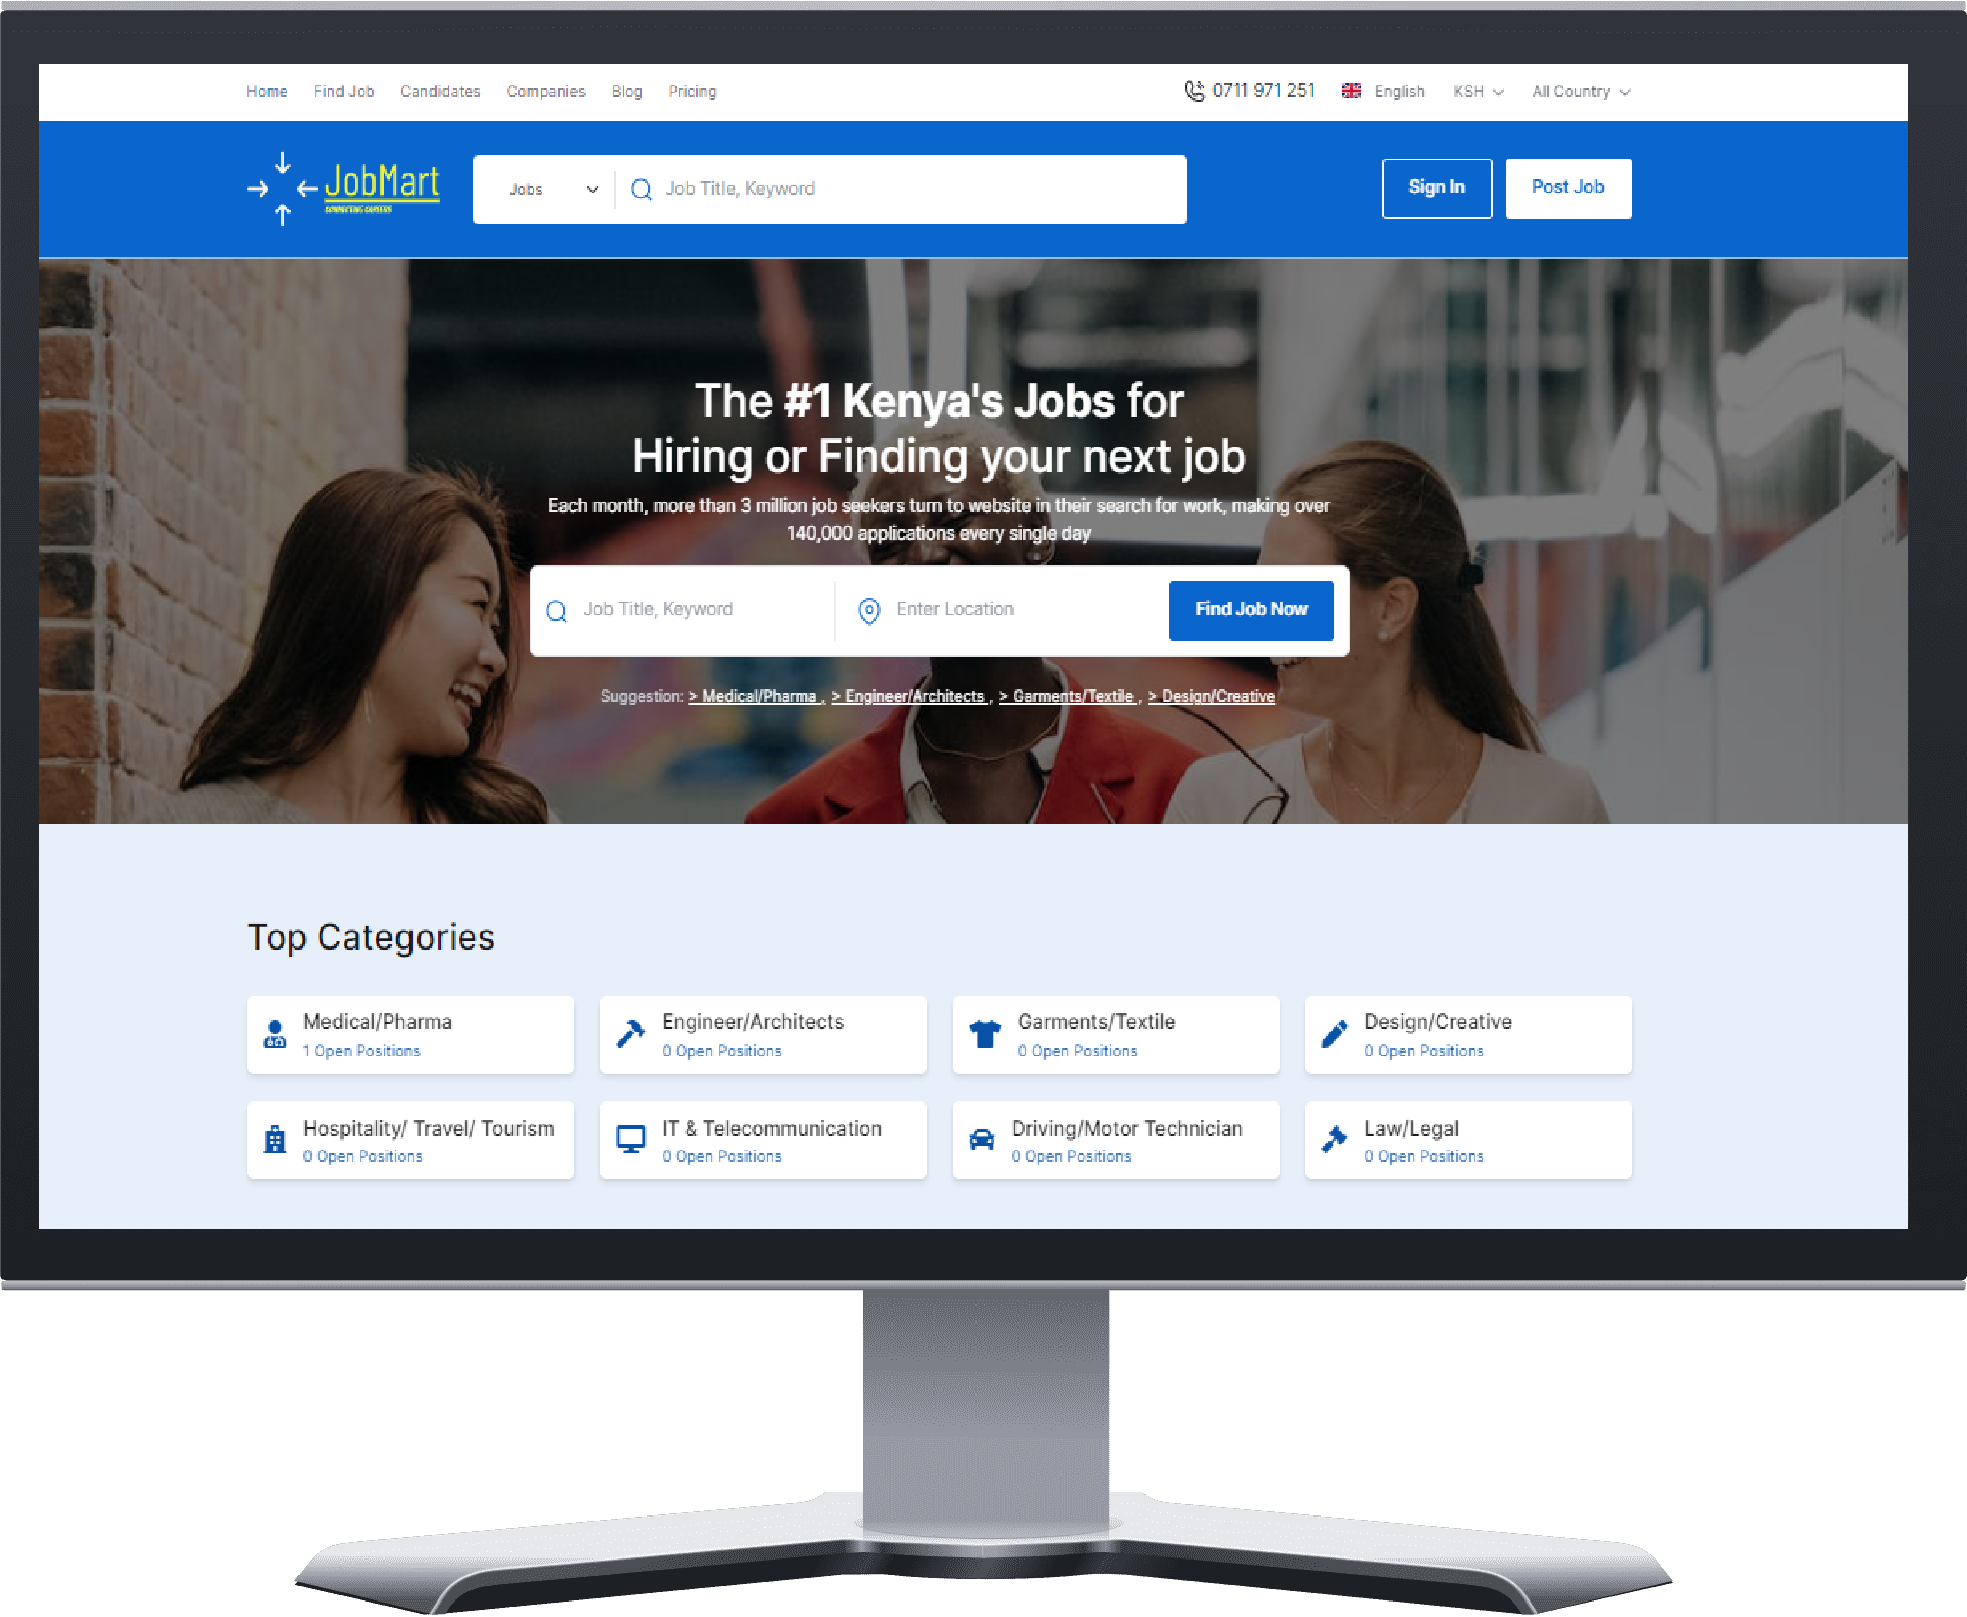 Home Find Job Candidates Companies Blog Pricing 0711 971 251 English KSH All Country
JobMart
CONNECTING CAREERS
Jobs Job Title, Keyword Sign In Post Job
The #1 Kenya's Jobs for
Hiring or Finding your next job
Each month, more than 3 million job seekers turn to website in their search for work, making over
140,000 applications every single day
Job Title, Keyword Enter Location Find Job Now
Suggestion: > Medical/Pharma , > Engineer/Architects , > Garments/Textile , > Design/Creative
Top Categories
Medical/Pharma
1 Open Positions
Engineer/Architects
0 Open Positions
Garments/Textile
0 Open Positions
Design/Creative
0 Open Positions
Hospitality/ Travel/ Tourism
0 Open Positions
IT & Telecommunication
0 Open Positions
Driving/Motor Technician
0 Open Positions
Law/Legal
0 Open Positions